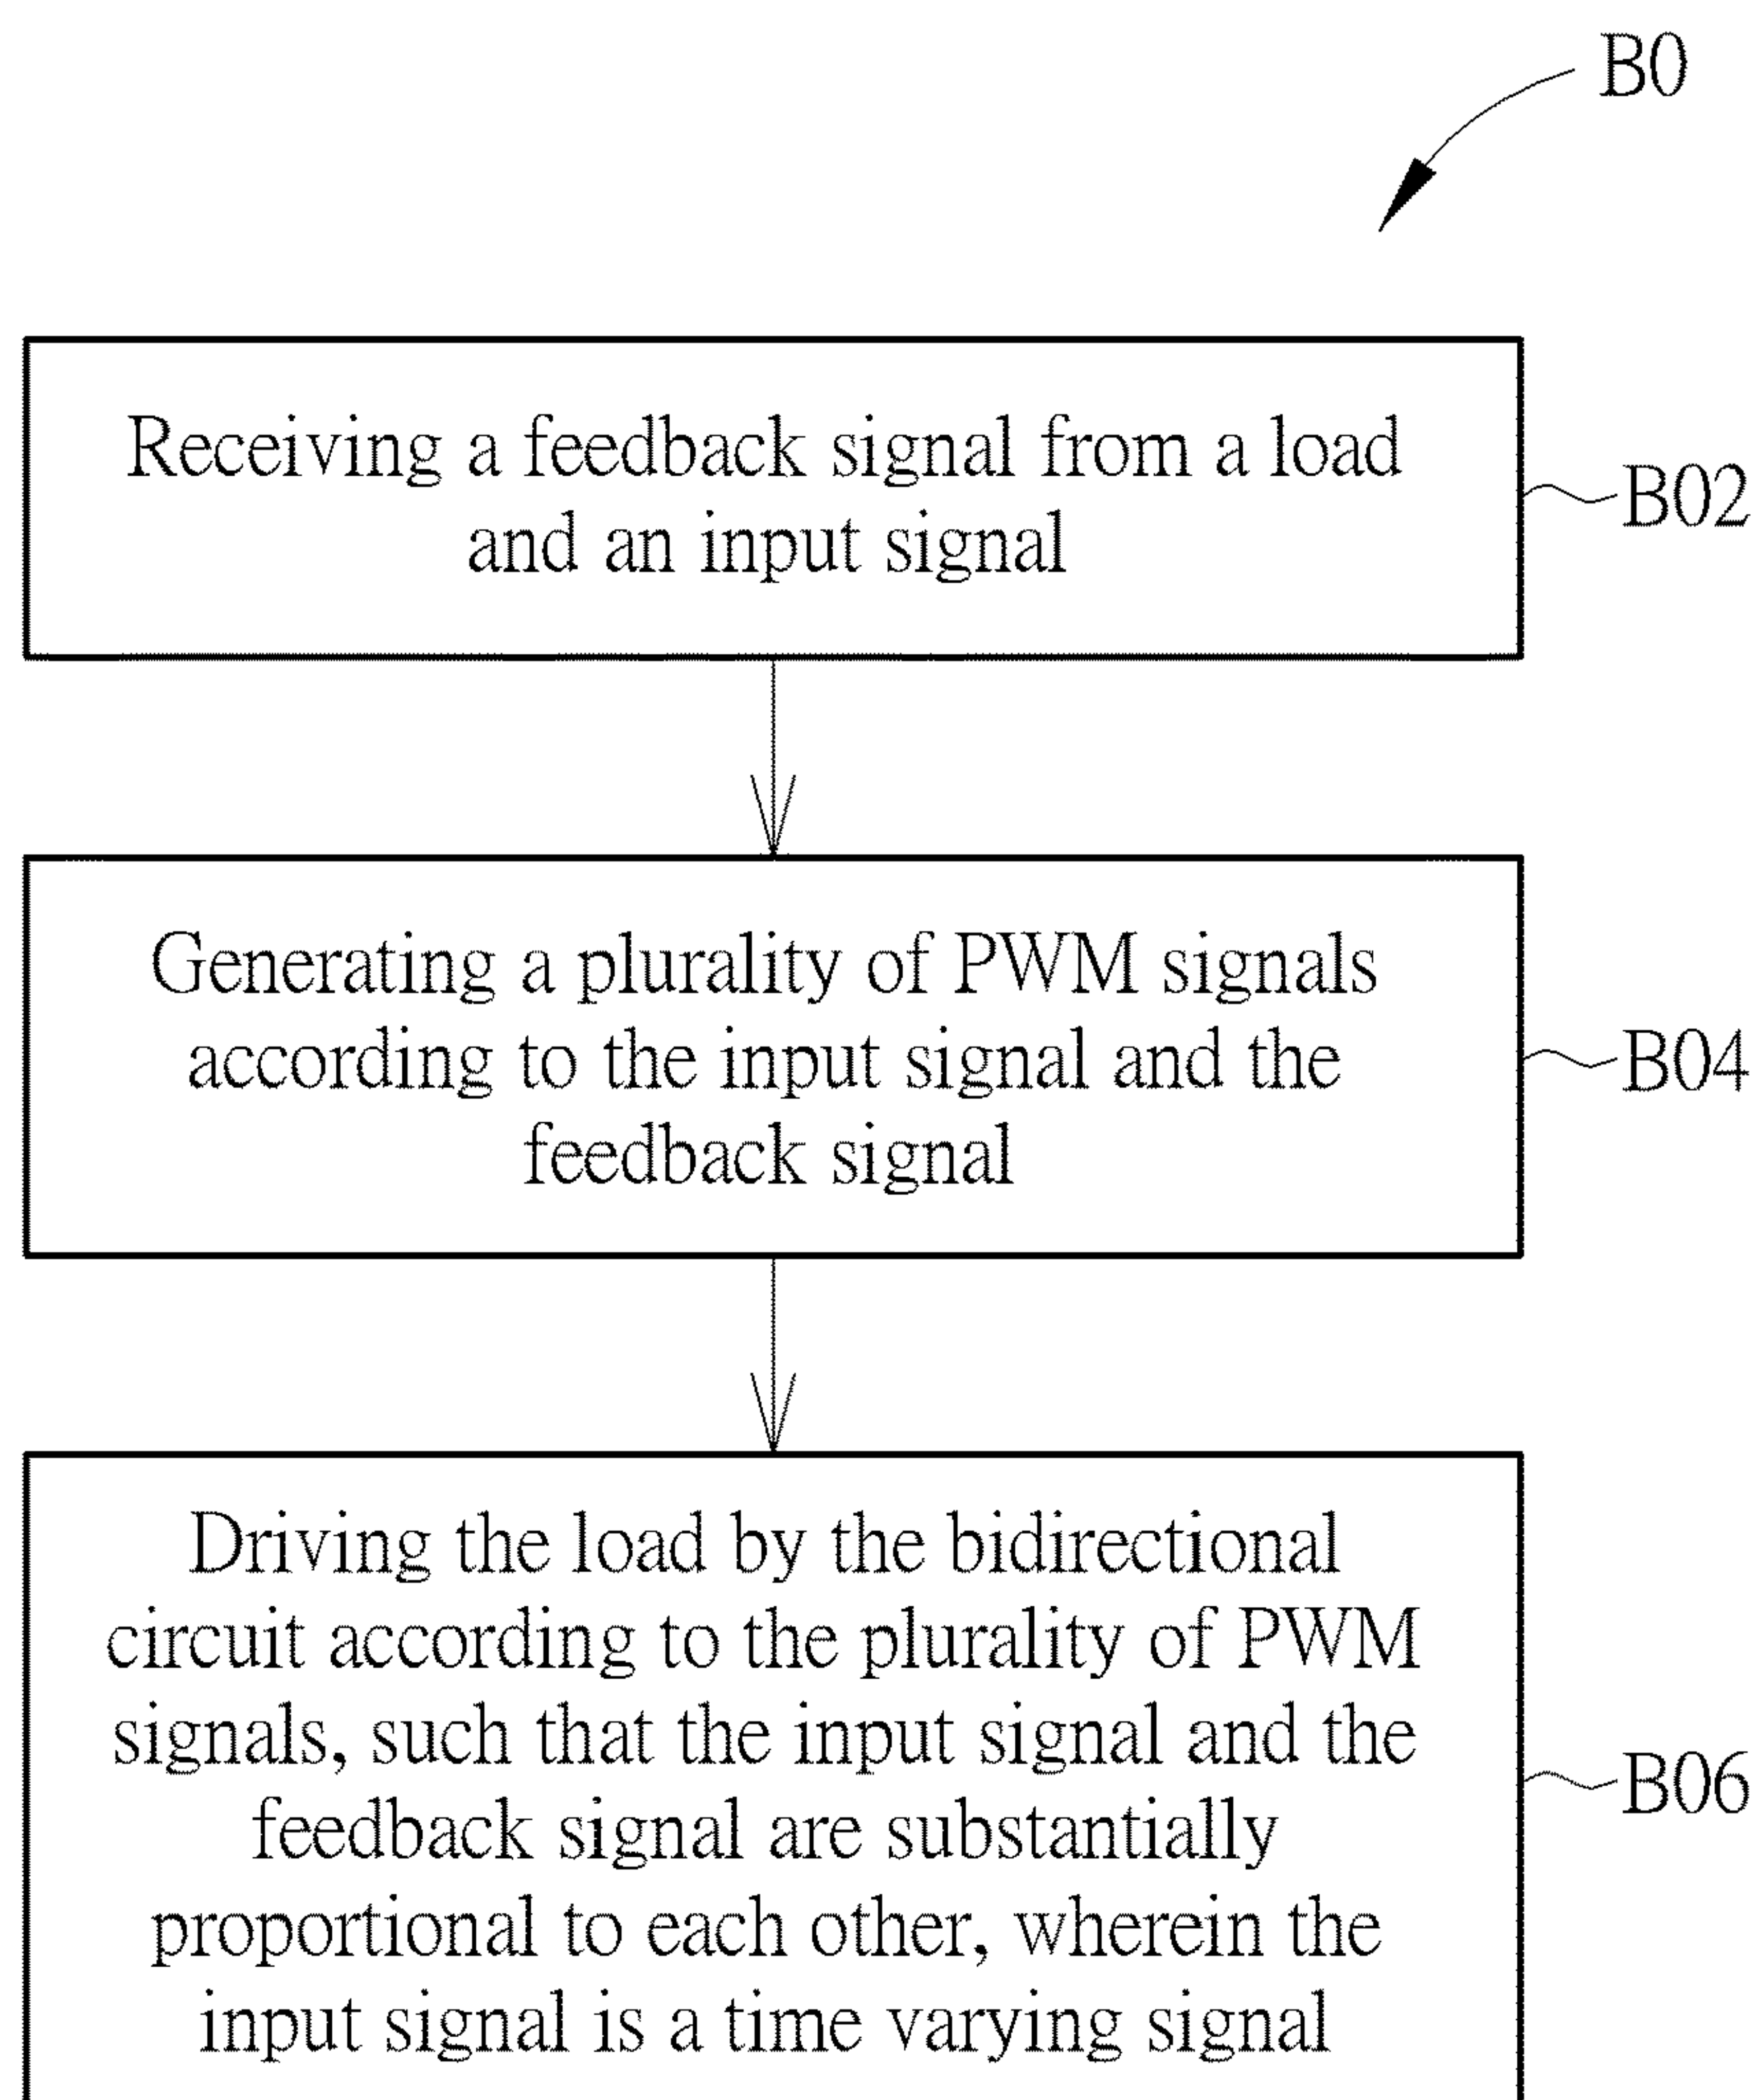 B0
Receiving a feedback signal from a load
and an input signal
B02
Generating a plurality of PWM signals
according to the input signal and the
feedback signal
B04
Driving the load by the bidirectional
circuit according to the plurality of PWM
signals, such that the input signal and the
feedback signal are substantially
proportional to each other, wherein the
input signal is a time varying signal
B06